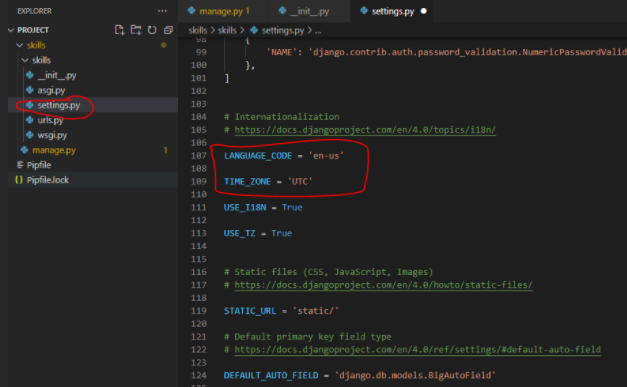 EXPLORER
PROJECT
skills
skills
__init__.py
asgi.py
settings.py
urls.py
wsgi.py
manage.py 1
Pipfile
{} Pipfile.lock
manage.py 1
__init__.py
settings.py
skills > skills > settings.py > ...
98 {
99 'NAME': 'django.contrib.auth.password_validation.NumericPasswordValid
100 },
101 ]
102
103
104 # Internationalization
105 # https://docs.djangoproject.com/en/4.0/topics/i18n/
106
107 LANGUAGE_CODE = 'en-us'
108
109 TIME_ZONE = 'UTC'
110
111 USE_I18N = True
112
113 USE_TZ = True
114
115
116 # Static files (CSS, JavaScript, Images)
117 # https://docs.djangoproject.com/en/4.0/howto/static-files/
118
119 STATIC_URL = 'static/'
120
121 # Default primary key field type
122 # https://docs.djangoproject.com/en/4.0/ref/settings/#default-auto-field
123
124 DEFAULT_AUTO_FIELD = 'django.db.models.BigAutoField'